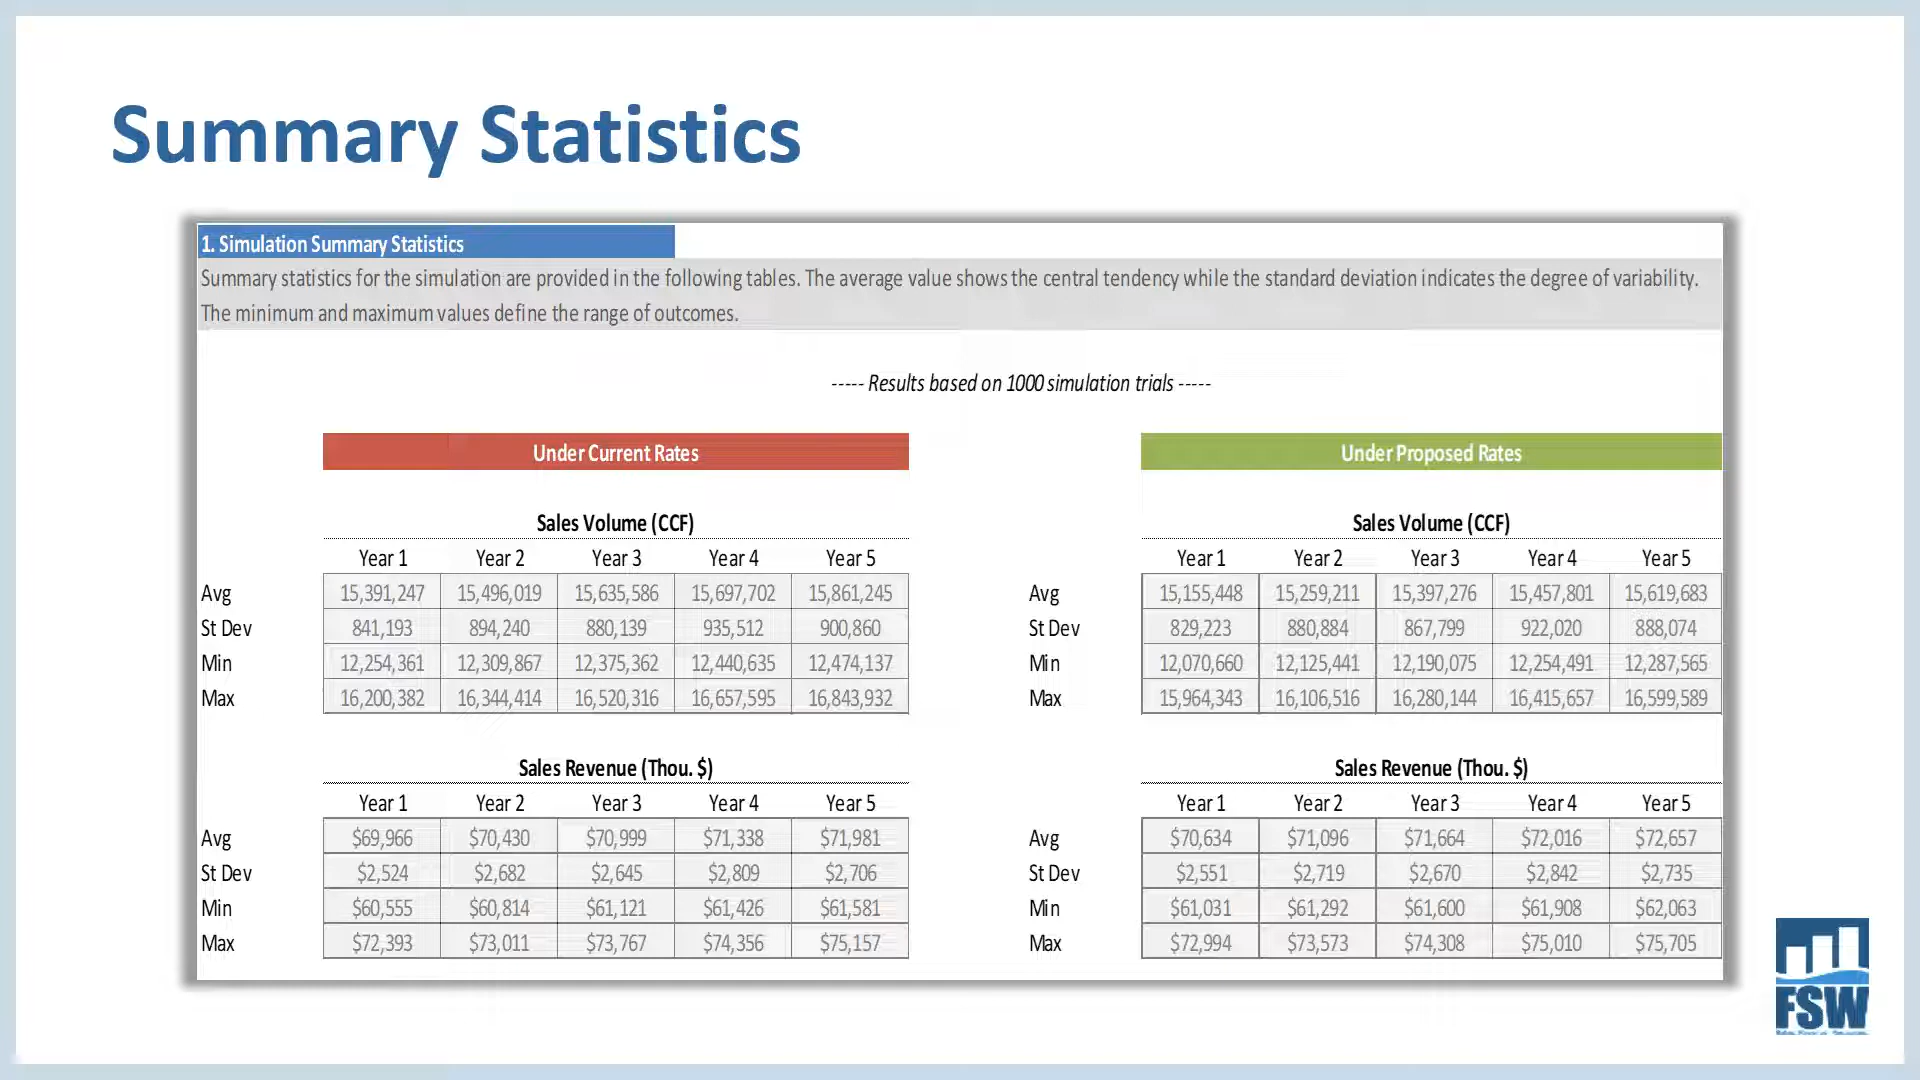 Summary Statistics
1. Simulation Summary Statistics
Summary statistics for the simulation are provided in the following tables. The average value shows the central tendency while the standard deviation indicates the degree of variability.
The minimum and maximum values define the range of outcomes.
----- Results based on 1000 simulation trials -----
Under Current Rates
Sales Volume (CCF)
Year 1 Year 2 Year 3 Year 4 Year 5
Avg 15,391,247 15,496,019 15,635,586 15,697,702 15,861,245
St Dev 841,193 894,240 880,139 935,512 900,860
Min 12,254,361 12,309,867 12,375,362 12,440,635 12,474,137
Max 16,200,382 16,344,414 16,520,316 16,657,595 16,843,932
Sales Revenue (Thou. $)
Year 1 Year 2 Year 3 Year 4 Year 5
Avg $69,966 $70,430 $70,999 $71,338 $71,981
St Dev $2,524 $2,682 $2,645 $2,809 $2,706
Min $60,555 $60,814 $61,121 $61,426 $61,581
Max $72,393 $73,011 $73,767 $74,356 $75,157
Under Proposed Rates
Sales Volume (CCF)
Year 1 Year 2 Year 3 Year 4 Year 5
Avg 15,155,448 15,259,211 15,397,276 15,457,801 15,619,683
St Dev 829,223 880,884 867,799 922,020 888,074
Min 12,070,660 12,125,441 12,190,075 12,254,491 12,287,565
Max 15,964,343 16,106,516 16,280,144 16,415,657 16,599,589
Sales Revenue (Thou. $)
Year 1 Year 2 Year 3 Year 4 Year 5
Avg $70,634 $71,096 $71,664 $72,016 $72,657
St Dev $2,551 $2,719 $2,670 $2,842 $2,735
Min $61,031 $61,292 $61,600 $61,908 $62,063
Max $72,994 $73,573 $74,308 $75,010 $75,705
FSW